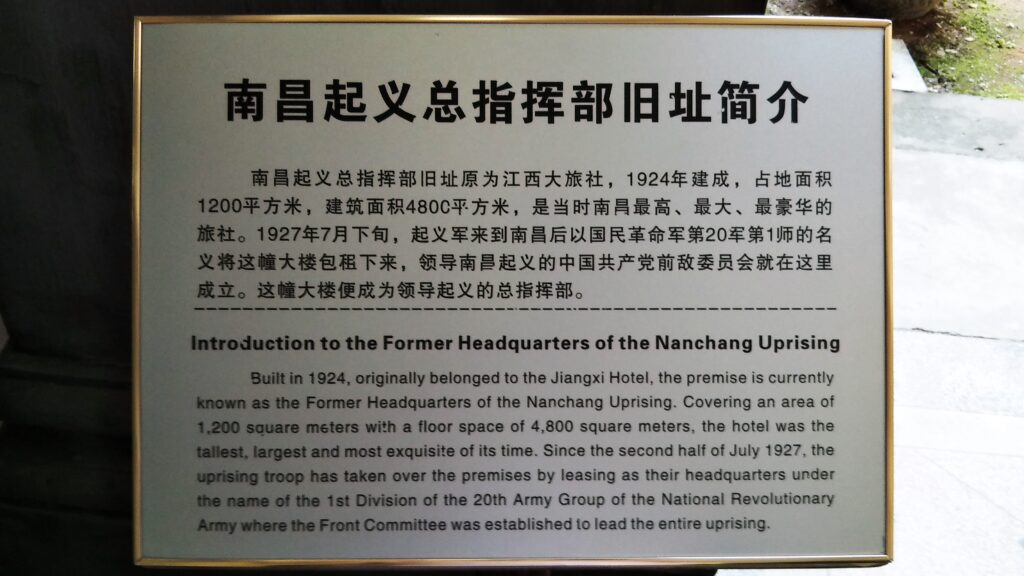 南昌起义总指挥部旧址简介
南昌起义总指挥部旧址原为江西大旅社，1924年建成，占地面积
1200平方米，建筑面积4800平方米，是当时南昌最高、最大、最豪华的
旅社。1927年7月下旬，起义军来到南昌后以国民革命军第20军第1师的名
义将这幢大楼包租下来，领导南昌起义的中国共产党前敌委员会就在这里
成立。这幢大楼便成为领导起义的总指挥部。
Introduction to the Former Headquarters of the Nanchang Uprising
Built in 1924, originally belonged to the Jiangxi Hotel, the premise is currently
known as the Former Headquarters of the Nanchang Uprising. Covering an area of
1,200 square meters with a floor space of 4,800 square meters, the hotel was the
tallest, largest and most exquisite of its time. Since the second half of July 1927, the
uprising troop has taken over the premises by leasing as their headquarters under
the name of the 1st Division of the 20th Army Group of the National Revolutionary
Army where the Front Committee was established to lead the entire uprising.